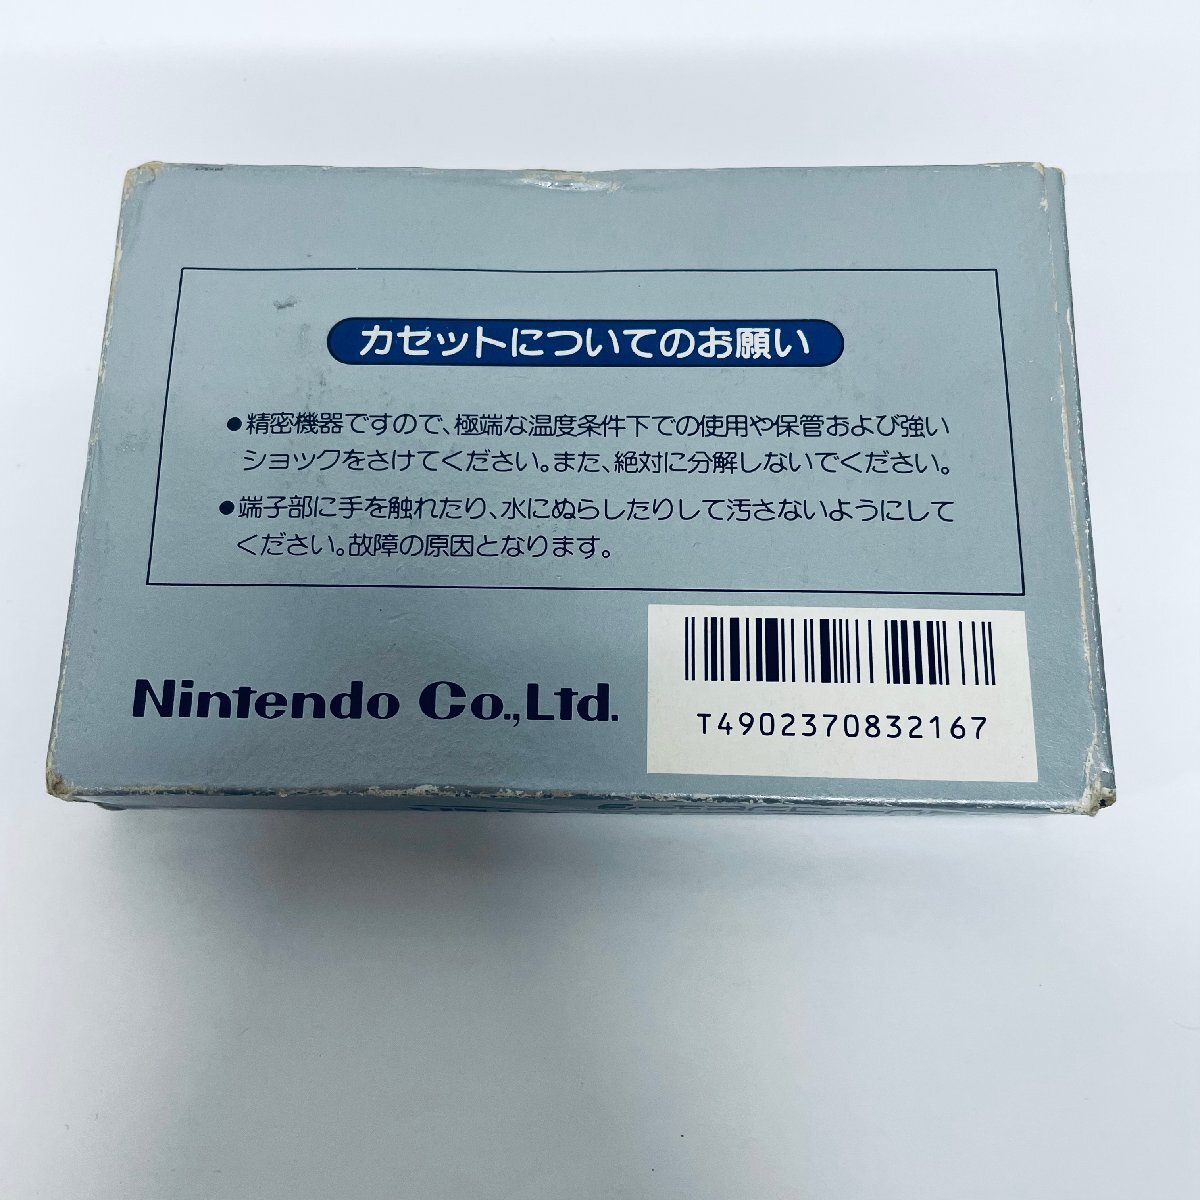 カセットについてのお願い
●精密機器ですので、極端な温度条件下での使用や保管および強い
ショックをさけてください。また、絶対に分解しないでください。
●端子部に手を触れたり、水にぬらしたりして汚さないようにして
ください。故障の原因となります。
Nintendo Co.,Ltd.
T4902370832167